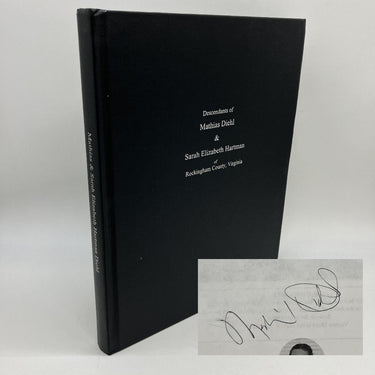 Descendants of
Mathias Diehl
&
Sarah Elizabeth Hartman
of
Rockingham County, Virginia
Mathias & Sarah Elizabeth Hartman Diehl